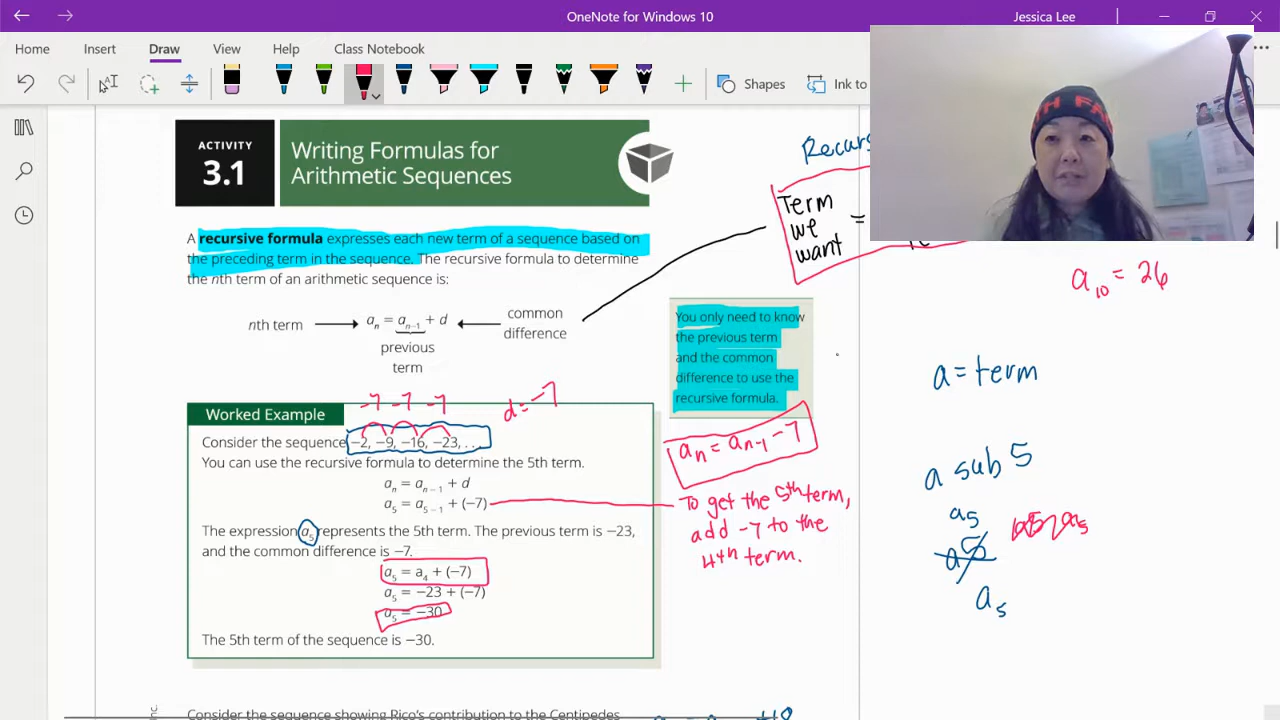 OneNote for Windows 10
Jessica Lee
Home
Insert
Draw
View
Help
Class Notebook
Shapes
Ink to
ACTIVITY
3.1
Writing Formulas for
Arithmetic Sequences
A recursive formula expresses each new term of a sequence based on
the preceding term in the sequence. The recursive formula to determine
the nth term of an arithmetic sequence is:
nth term
aₙ = aₙ₋₁ + d
common
difference
previous
term
Term
we
want
=
a₁₀ = 26
You only need to know
the previous term
and the common
difference to use the
recursive formula.
a = term
-7 -7 -7
d = -7
Worked Example
Consider the sequence −2, −9, −16, −23, . . .
You can use the recursive formula to determine the 5th term.
aₙ = aₙ₋₁ + d
a₅ = a₅₋₁ + (−7)
The expression a₅ represents the 5th term. The previous term is −23,
and the common difference is −7.
a₅ = a₄ + (−7)
a₅ = −23 + (−7)
a₅ = −30
The 5th term of the sequence is −30.
aₙ = aₙ₋₁ - 7
To get the 5th term,
add -7 to the
4th term.
a sub 5
a₅
a₅
a₅
Consider the sequence showing Rico's contribution to the Centipedes